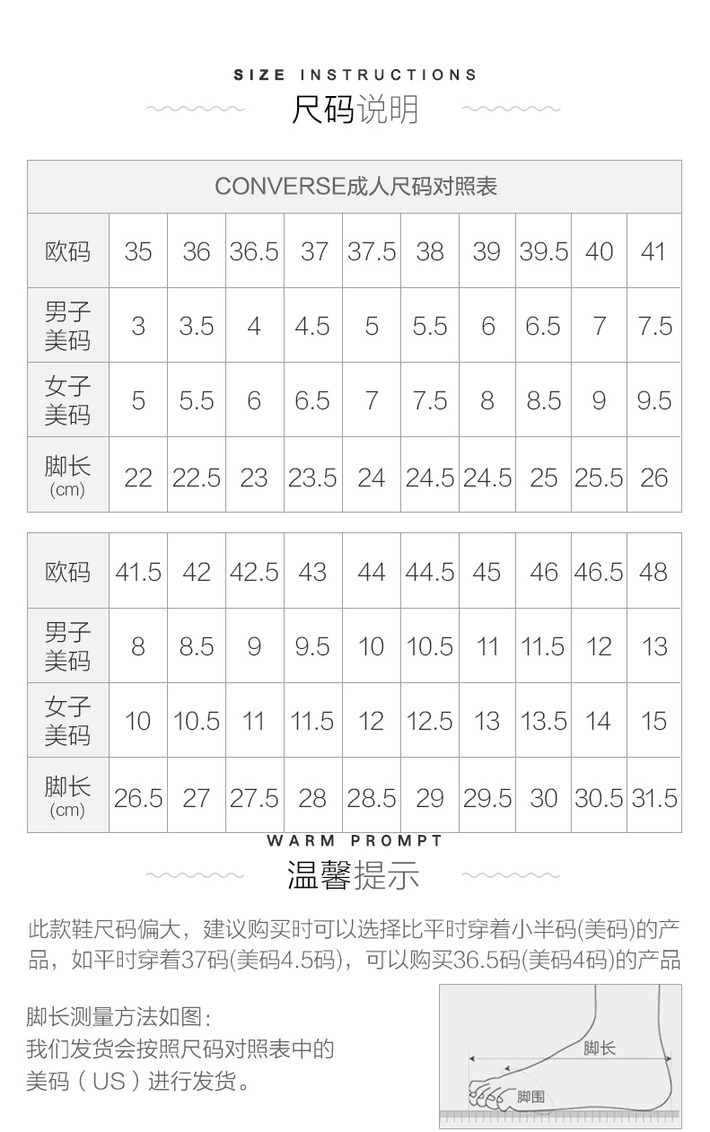 SIZE INSTRUCTIONS
尺码说明
CONVERSE成人尺码对照表
欧码 35 36 36.5 37 37.5 38 39 39.5 40 41
男子
美码 3 3.5 4 4.5 5 5.5 6 6.5 7 7.5
女子
美码 5 5.5 6 6.5 7 7.5 8 8.5 9 9.5
脚长
(cm) 22 22.5 23 23.5 24 24.5 24.5 25 25.5 26
欧码 41.5 42 42.5 43 44 44.5 45 46 46.5 48
男子
美码 8 8.5 9 9.5 10 10.5 11 11.5 12 13
女子
美码 10 10.5 11 11.5 12 12.5 13 13.5 14 15
脚长
(cm) 26.5 27 27.5 28 28.5 29 29.5 30 30.5 31.5
WARM PROMPT
温馨提示
此款鞋尺码偏大，建议购买时可以选择比平时穿着小半码(美码)的产
品，如平时穿着37码(美码4.5码)，可以购买36.5码(美码4码)的产品
脚长测量方法如图：
我们发货会按照尺码对照表中的
美码（US）进行发货。
脚长
脚围